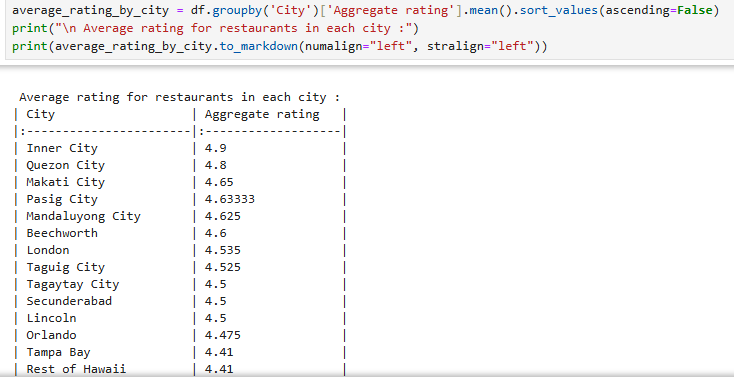 average_rating_by_city = df.groupby('City')['Aggregate rating'].mean().sort_values(ascending=False)
print("\n Average rating for restaurants in each city :")
print(average_rating_by_city.to_markdown(numalign="left", stralign="left"))
Average rating for restaurants in each city :
| City | Aggregate rating |
|:----------------------|:-------------------|
| Inner City | 4.9 |
| Quezon City | 4.8 |
| Makati City | 4.65 |
| Pasig City | 4.63333 |
| Mandaluyong City | 4.625 |
| Beechworth | 4.6 |
| London | 4.535 |
| Taguig City | 4.525 |
| Tagaytay City | 4.5 |
| Secunderabad | 4.5 |
| Lincoln | 4.5 |
| Orlando | 4.475 |
| Tampa Bay | 4.41 |
| Rest of Hawaii | 4.41 |